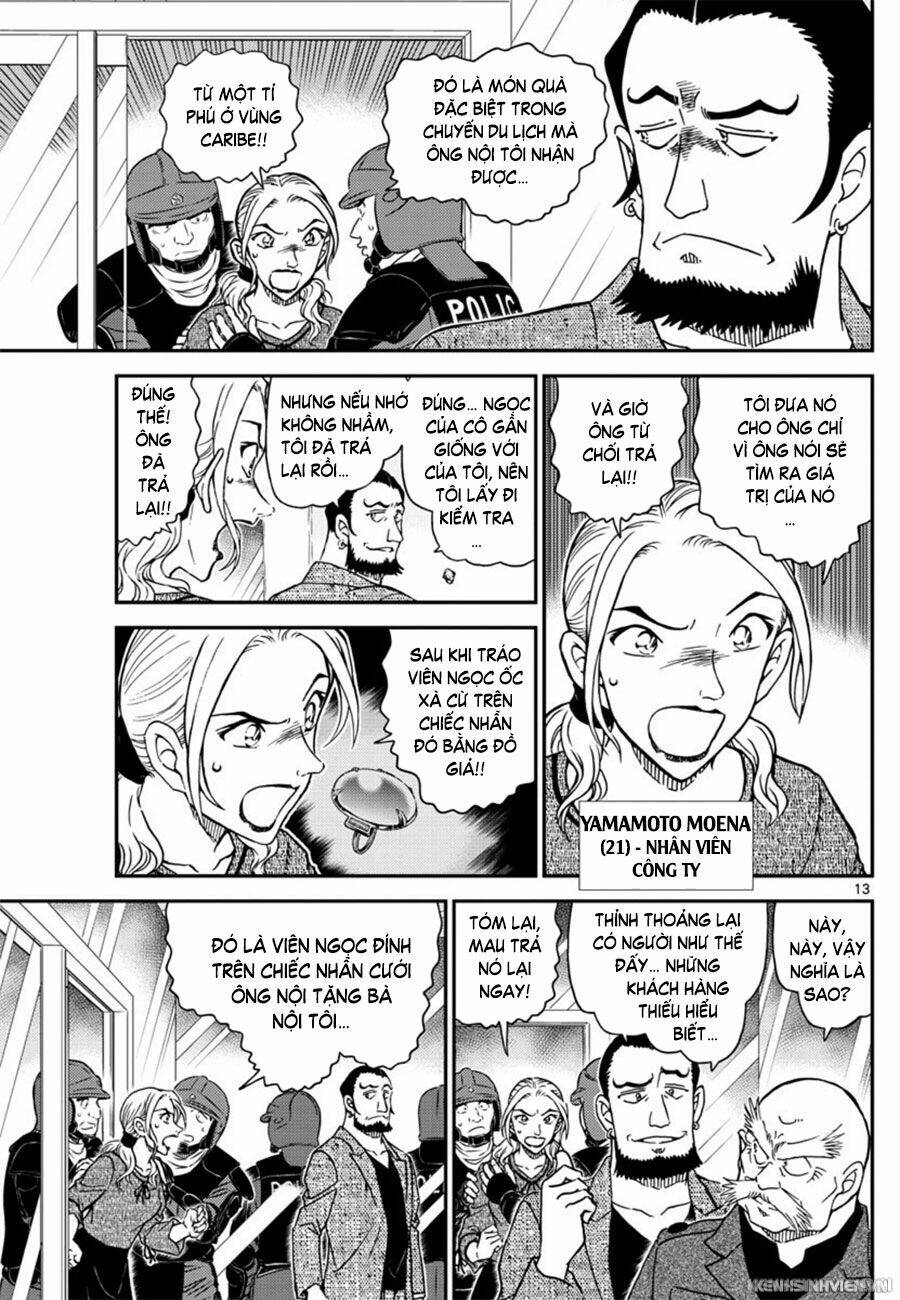 ĐÓ LÀ MÓN QUÀ
ĐẶC BIỆT TRONG
CHUYẾN DU LỊCH MÀ
ÔNG NỘI TÔI NHẬN
ĐƯỢC...
TỪ MỘT TỈ
PHÚ Ở VÙNG
CARIBE!!
POLIC
TÔI ĐƯA NÓ
CHO ÔNG CHỈ
VÌ ÔNG NÓI SẼ
TÌM RA GIÁ
TRỊ CỦA NÓ
...
VÀ GIỜ
ÔNG TỪ
CHỐI TRẢ
LẠI!!
YAMAMOTO MOENA
(21) - NHÂN VIÊN
CÔNG TY
ĐÚNG... NGỌC
CỦA CÔ GẦN
GIỐNG VỚI
CỦA TÔI, NÊN
TÔI LẤY ĐI
KIỂM TRA
...
NHƯNG NẾU NHỚ
KHÔNG NHẦM,
TÔI ĐÃ TRẢ
LẠI RỒI...
ĐÚNG
THẾ!
ÔNG
ĐÃ
TRẢ
LẠI!!
SAU KHI TRÁO
VIÊN NGỌC ỐC
XÀ CỪ TRÊN
CHIẾC NHẪN
ĐÓ BẰNG ĐỒ
GIẢ!!
13
NÀY,
NÀY, VẬY
NGHĨA LÀ
SAO?
THỈNH THOẢNG LẠI
CÓ NGƯỜI NHƯ THẾ
ĐẤY... NHỮNG
KHÁCH HÀNG
THIẾU HIỂU
BIẾT...
TÓM LẠI,
MAU TRẢ
NÓ LẠI
NGAY!
ĐÓ LÀ VIÊN NGỌC ĐÍNH
TRÊN CHIẾC NHẪN CƯỚI
ÔNG NỘI TẶNG BÀ
NỘI TÔI...
KENHSINHVIEN.VN